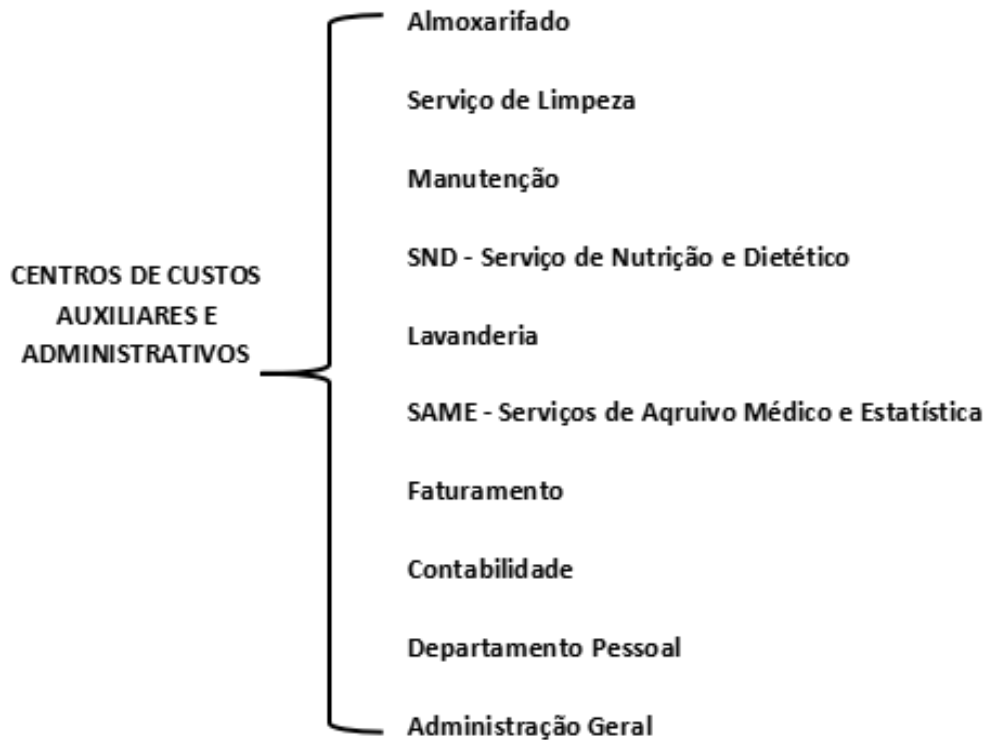 Almoxarifado
Serviço de Limpeza
Manutenção
SND - Serviço de Nutrição e Dietético
CENTROS DE CUSTOS
AUXILIARES E
ADMINISTRATIVOS
Lavanderia
SAME - Serviços de Aqruivo Médico e Estatística
Faturamento
Contabilidade
Departamento Pessoal
Administração Geral